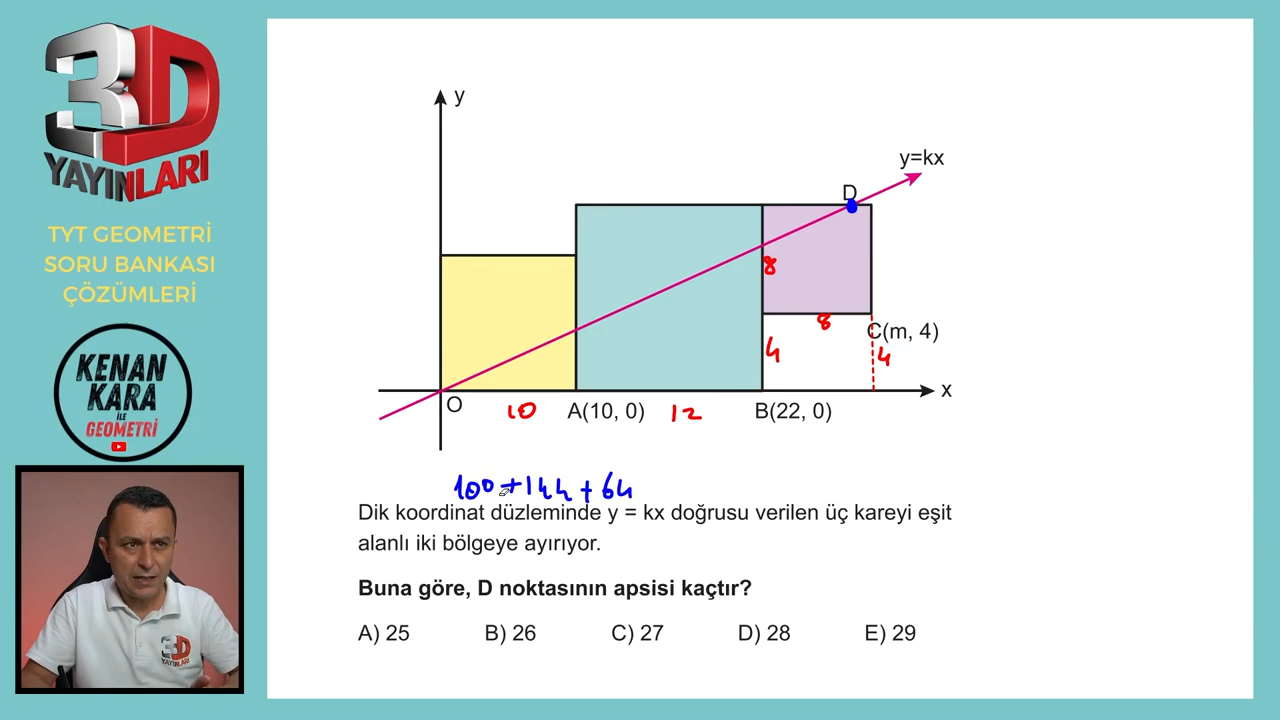 3D
YAYINLARI
TYT GEOMETRİ
SORU BANKASI
ÇÖZÜMLERİ
KENAN
KARA
İLE
GEOMETRİ
3D
YAYINLARI
y
y=kx
D
8
8
C(m, 4)
4
4
x
O
10
A(10, 0)
12
B(22, 0)
100+144+64
Dik koordinat düzleminde y = kx doğrusu verilen üç kareyi eşit
alanlı iki bölgeye ayırıyor.
Buna göre, D noktasının apsisi kaçtır?
A) 25 B) 26 C) 27 D) 28 E) 29